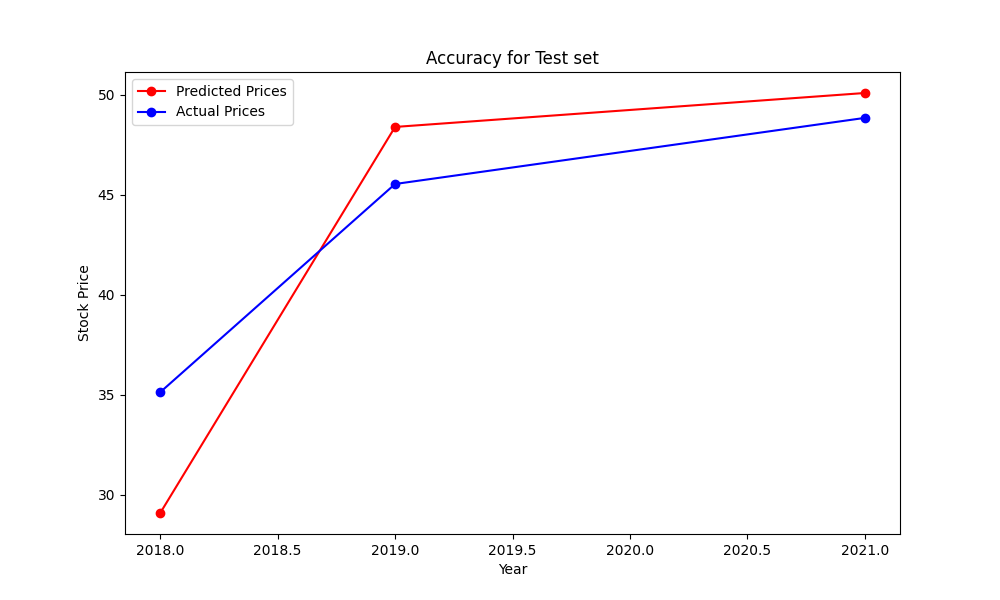 Accuracy for Test set
Predicted Prices
Actual Prices
50
45
40
35
30
Stock Price
2018.0 2018.5 2019.0 2019.5 2020.0 2020.5 2021.0
Year